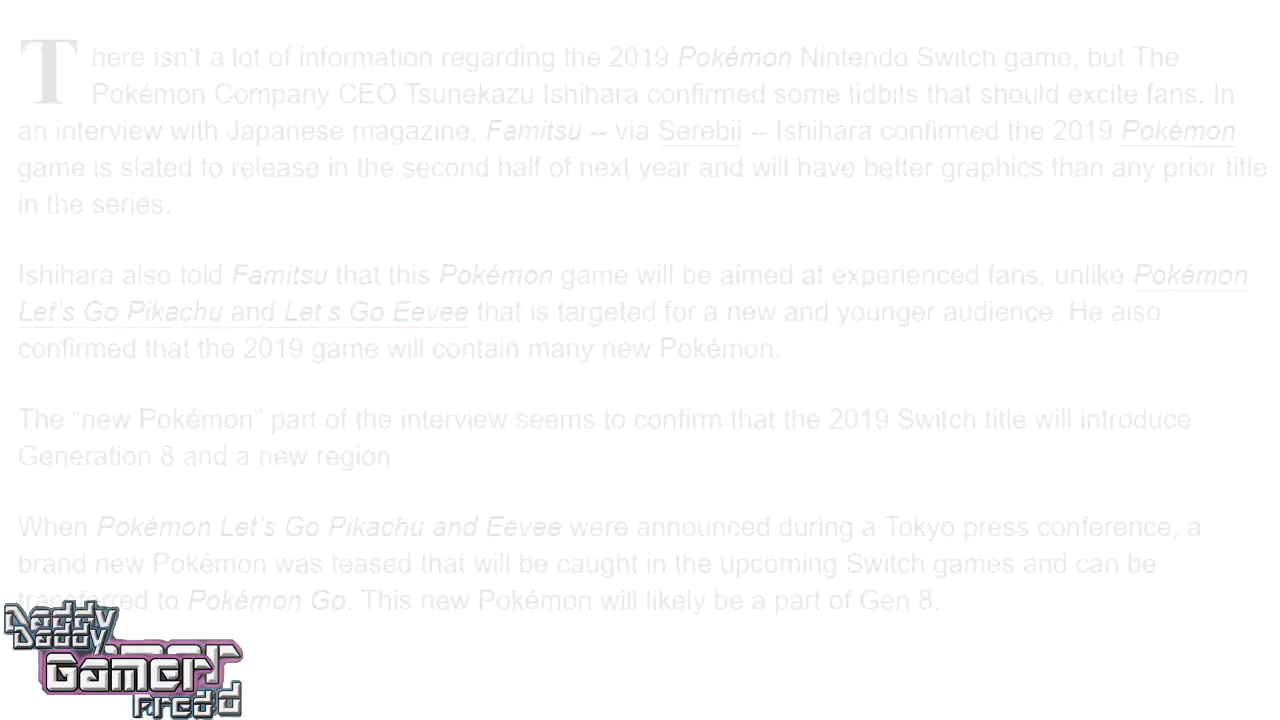 There isn't a lot of information regarding the 2019 Pokémon Nintendo Switch game, but The
Pokémon Company CEO Tsunekazu Ishihara confirmed some tidbits that should excite fans. In
an interview with Japanese magazine, Famitsu -- via Serebii -- Ishihara confirmed the 2019 Pokémon
game is slated to release in the second half of next year and will have better graphics than any prior title
in the series.
Ishihara also told Famitsu that this Pokémon game will be aimed at experienced fans, unlike Pokémon
Let's Go Pikachu and Let's Go Eevee that is targeted for a new and younger audience. He also
confirmed that the 2019 game will contain many new Pokémon.
The “new Pokémon” part of the interview seems to confirm that the 2019 Switch title will introduce
Generation 8 and a new region.
When Pokémon Let's Go Pikachu and Eevee were announced during a Tokyo press conference, a
brand new Pokémon was teased that will be caught in the upcoming Switch games and can be
transferred to Pokémon Go. This new Pokémon will likely be a part of Gen 8.
Daddy
Daddy
Gamer
Fredd